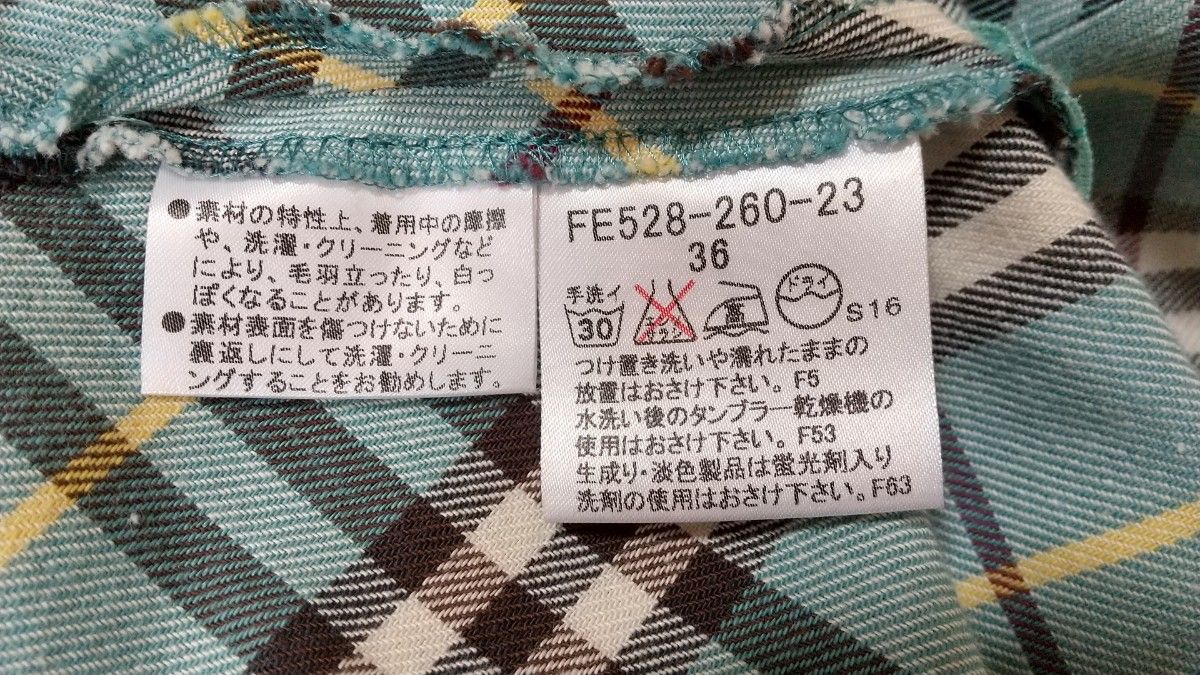 ●素材の特性上、着用中の摩擦
や、洗濯・クリーニングなど
により、毛羽立ったり、白っ
ぽくなることがあります。
●素材表面を傷つけないために
裏返しにして洗濯・クリーニ
ングすることをお勧めします。
FE528-260-23
36
手洗イ
30
エンソサラシ
高
ドライ
S16
つけ置き洗いや濡れたままの
放置はおさけ下さい。F5
水洗い後のタンブラー乾燥機の
使用はおさけ下さい。F53
生成り・淡色製品は蛍光剤入り
洗剤の使用はおさけ下さい。F63